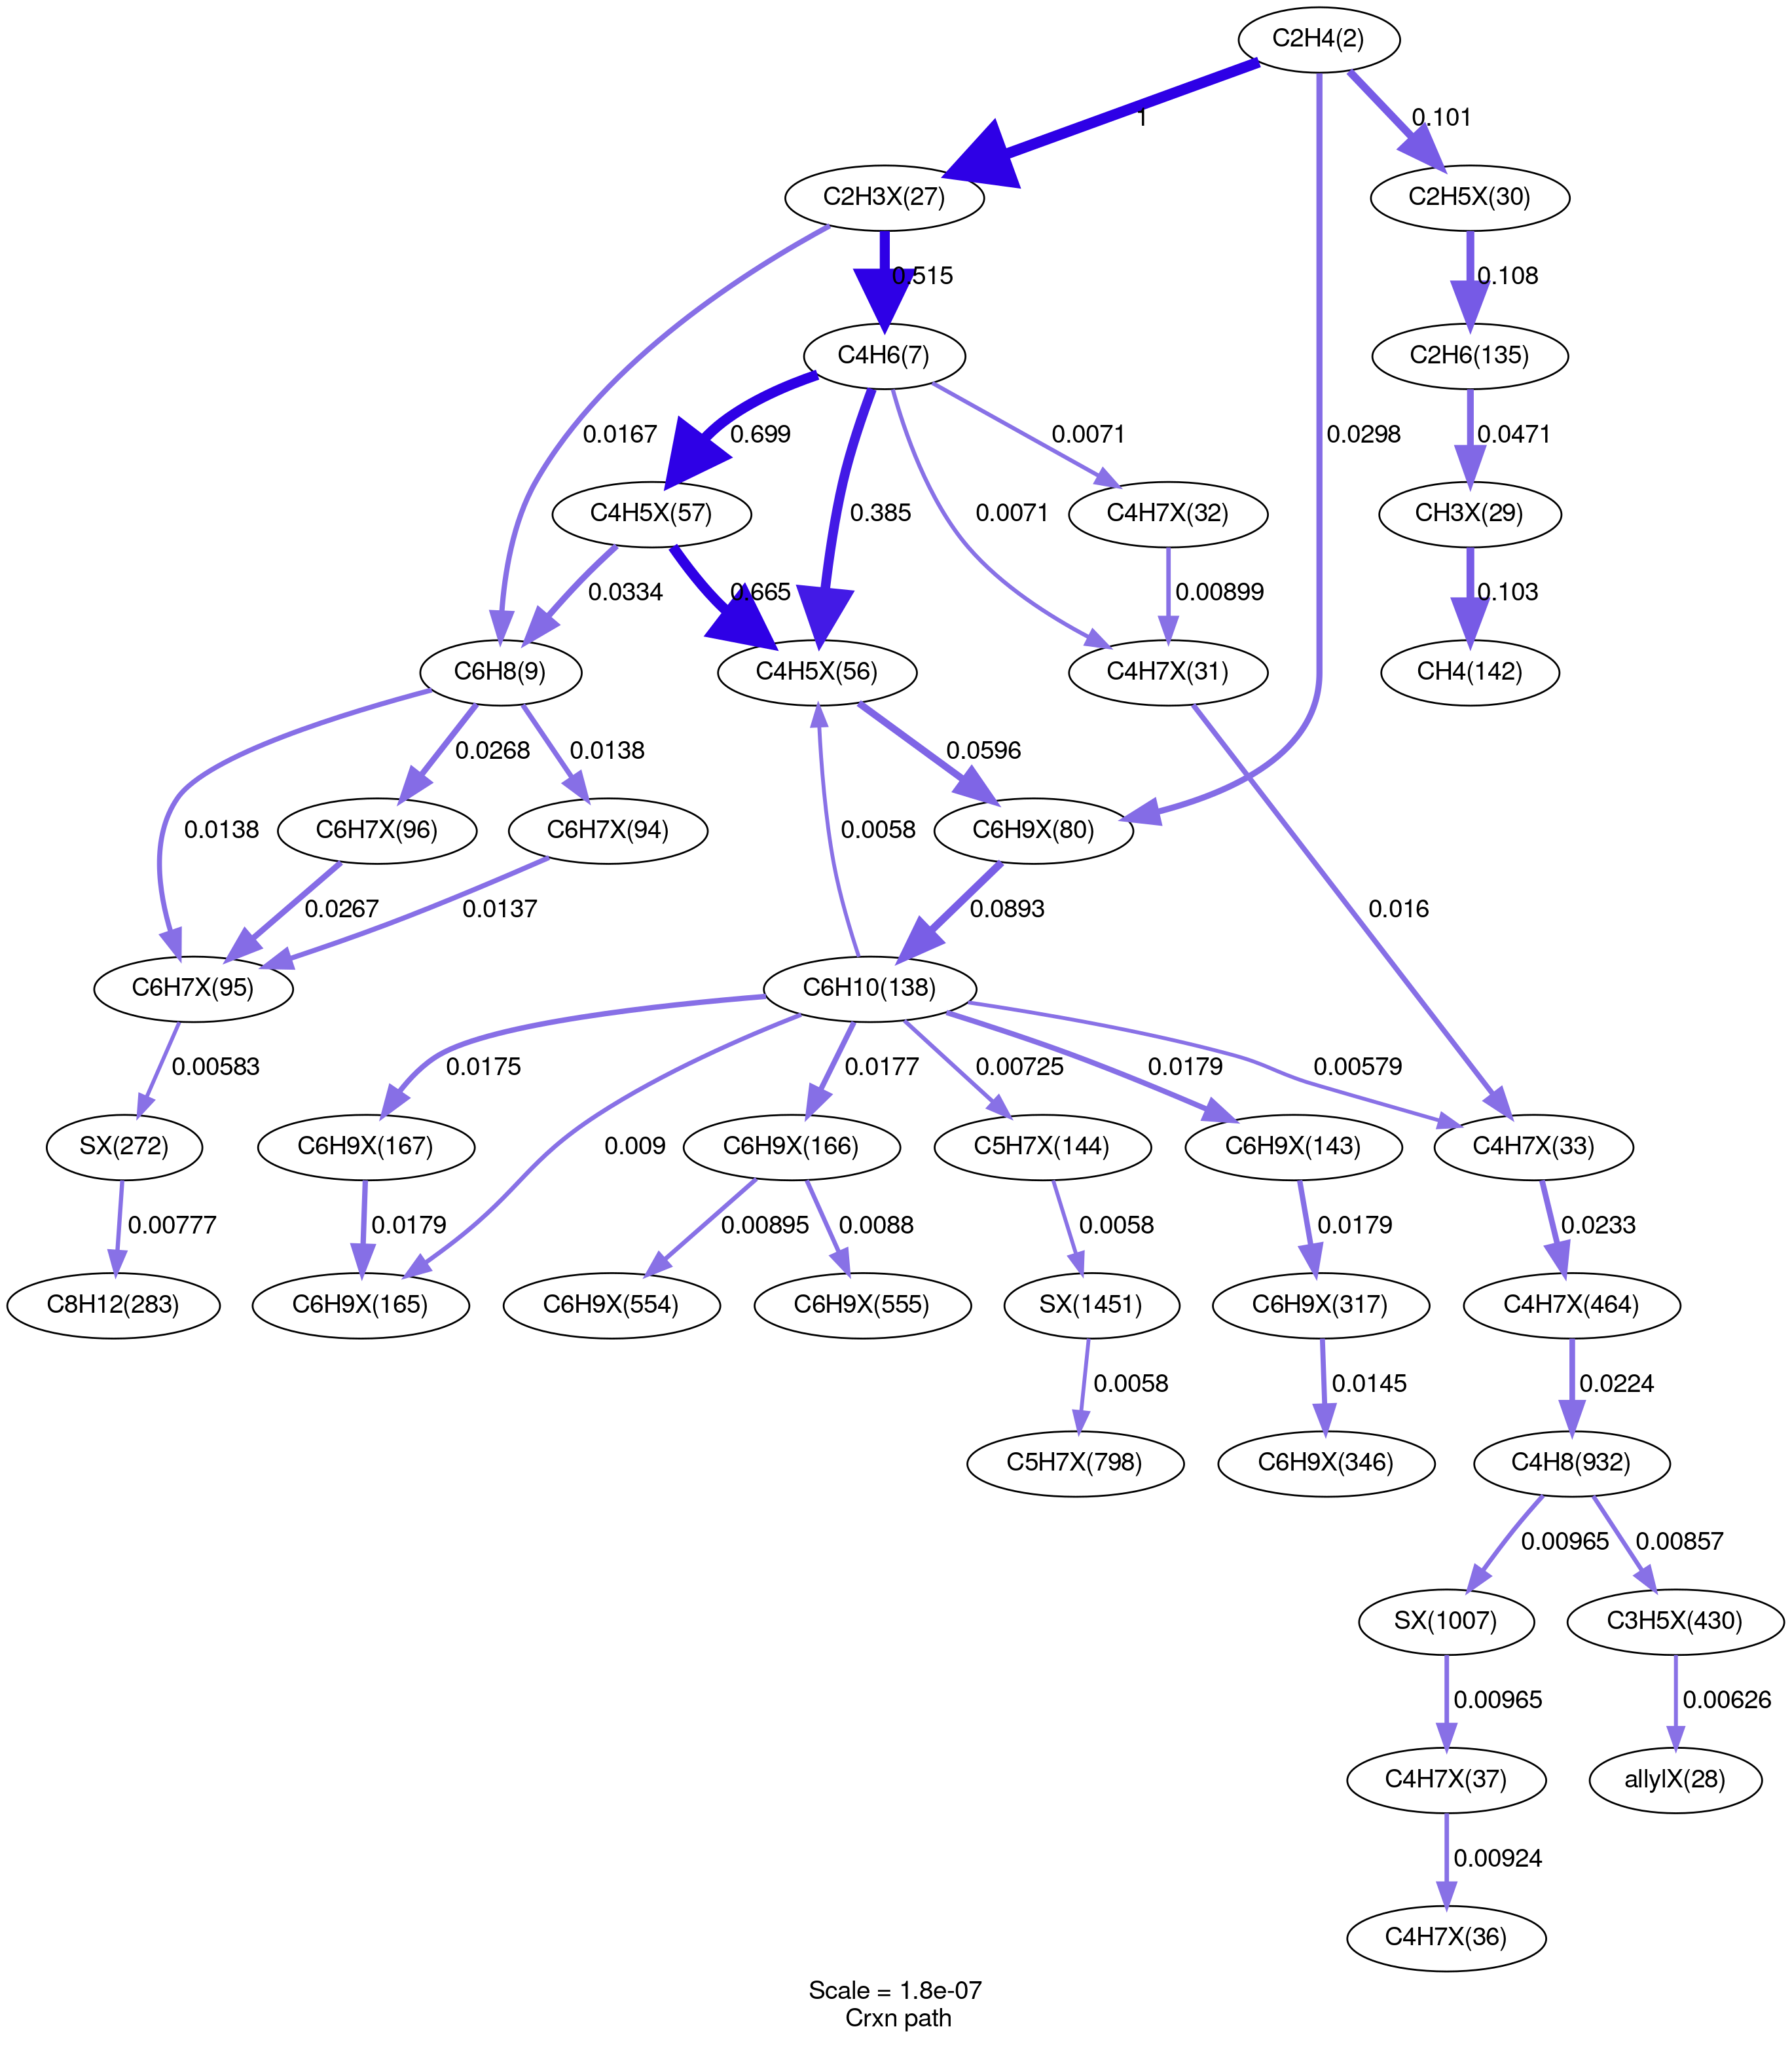 C2H4(2)
1
0.101
C2H3X(27)
C2H5X(30)
0.515
0.108
C4H6(7)
C2H6(135)
0.0167
0.699
0.385
0.0071
0.0071
0.0298
0.0471
C4H5X(57)
C4H7X(32)
CH3X(29)
0.0334
0.665
0.00899
0.103
C6H8(9)
C4H5X(56)
C4H7X(31)
CH4(142)
0.0138
0.0268
0.0138
0.0058
0.0596
0.016
C6H7X(96)
C6H7X(94)
C6H9X(80)
0.0267
0.0137
0.0893
C6H7X(95)
C6H10(138)
0.00583
0.0175
0.009
0.0177
0.00725
0.0179
0.00579
SX(272)
C6H9X(167)
C6H9X(166)
C5H7X(144)
C6H9X(143)
C4H7X(33)
0.00777
0.0179
0.00895
0.0088
0.0058
0.0179
0.0233
C8H12(283)
C6H9X(165)
C6H9X(554)
C6H9X(555)
SX(1451)
C6H9X(317)
C4H7X(464)
0.0058
0.0145
0.0224
C5H7X(798)
C6H9X(346)
C4H8(932)
0.00965
0.00857
SX(1007)
C3H5X(430)
0.00965
0.00626
C4H7X(37)
allylX(28)
0.00924
C4H7X(36)
Scale = 1.8e-07
Crxn path